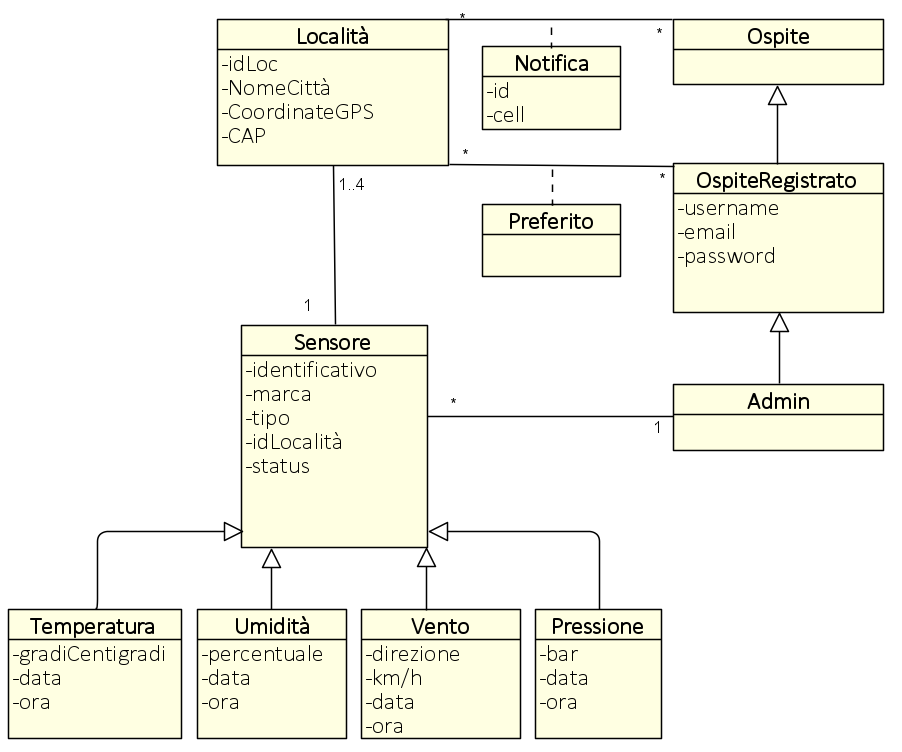 Località
-idLoc
-NomeCittà
-CoordinateGPS
-CAP
*
*
Notifica
-id
-cell
Ospite
*
*
Preferito
OspiteRegistrato
-username
-email
-password
1..4
1
Sensore
-identificativo
-marca
-tipo
-idLocalità
-status
*
1
Admin
Temperatura
-gradiCentigradi
-data
-ora
Umidità
-percentuale
-data
-ora
Vento
-direzione
-km/h
-data
-ora
Pressione
-bar
-data
-ora